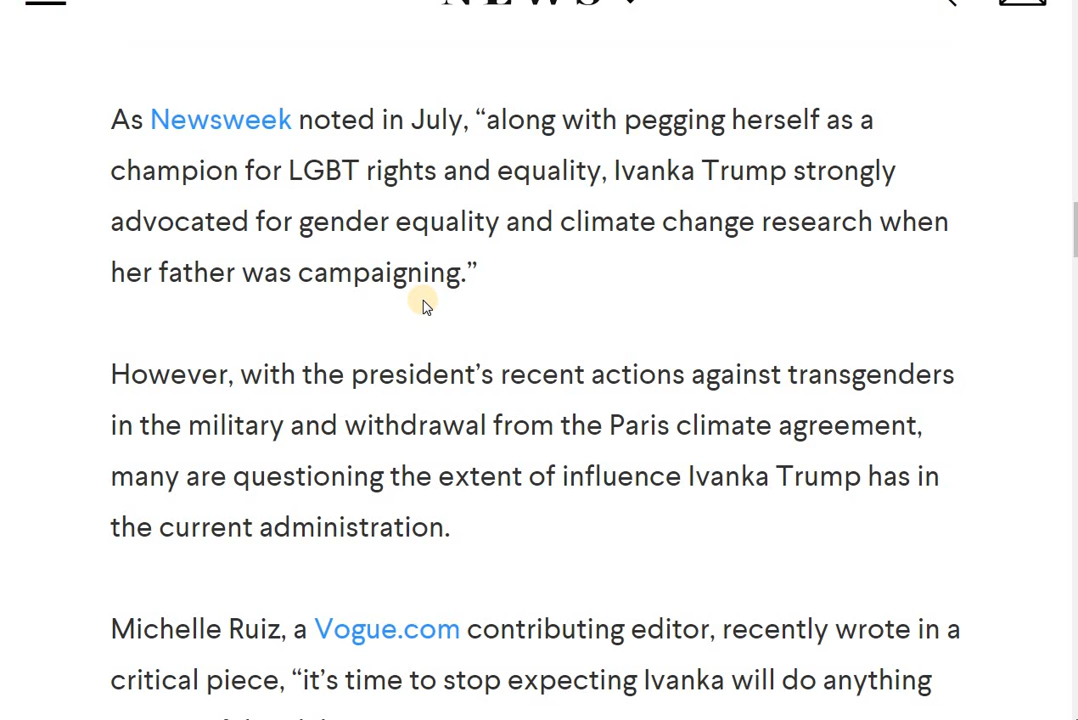 NEWS
As Newsweek noted in July, “along with pegging herself as a
champion for LGBT rights and equality, Ivanka Trump strongly
advocated for gender equality and climate change research when
her father was campaigning.”
However, with the president’s recent actions against transgenders
in the military and withdrawal from the Paris climate agreement,
many are questioning the extent of influence Ivanka Trump has in
the current administration.
Michelle Ruiz, a Vogue.com contributing editor, recently wrote in a
critical piece, “it’s time to stop expecting Ivanka will do anything